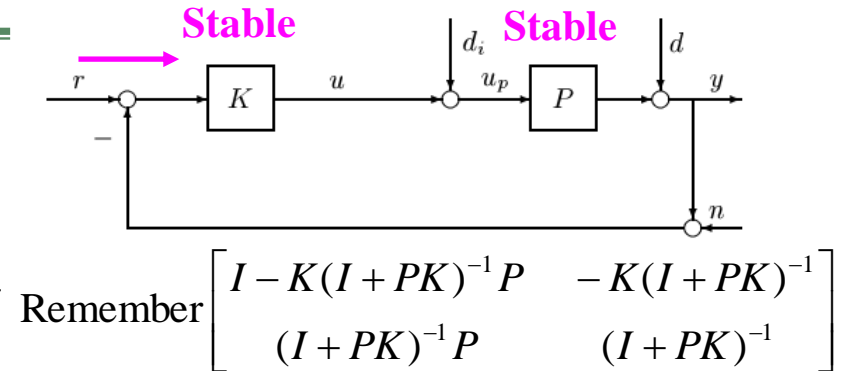 Stable
Stable
d_i
d
r
K
u
u_p
P
y
−
n
Remember [ I − K(I + PK)^{−1} P   − K(I + PK)^{−1}
(I + PK)^{−1} P   (I + PK)^{−1} ]